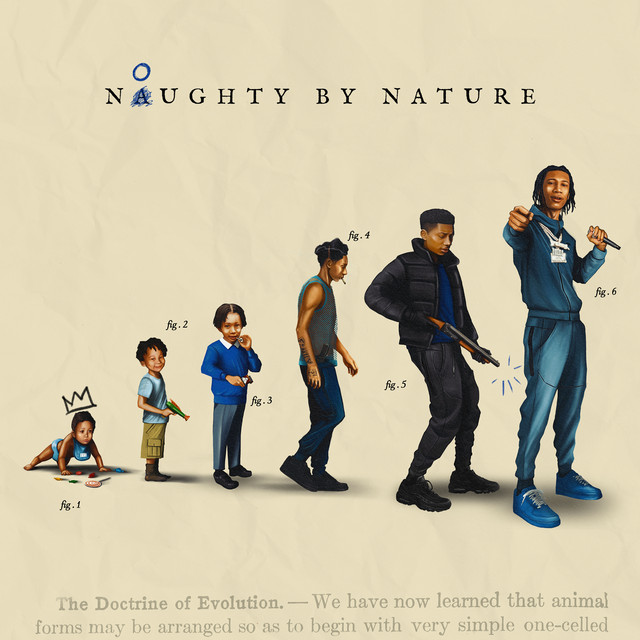 NAUGHTY BY NATURE
fig. 4
fig. 6
fig. 2
fig. 5
fig. 3
fig. 1
The Doctrine of Evolution. — We have now learned that animal
forms may be arranged so as to begin with very simple one-celled